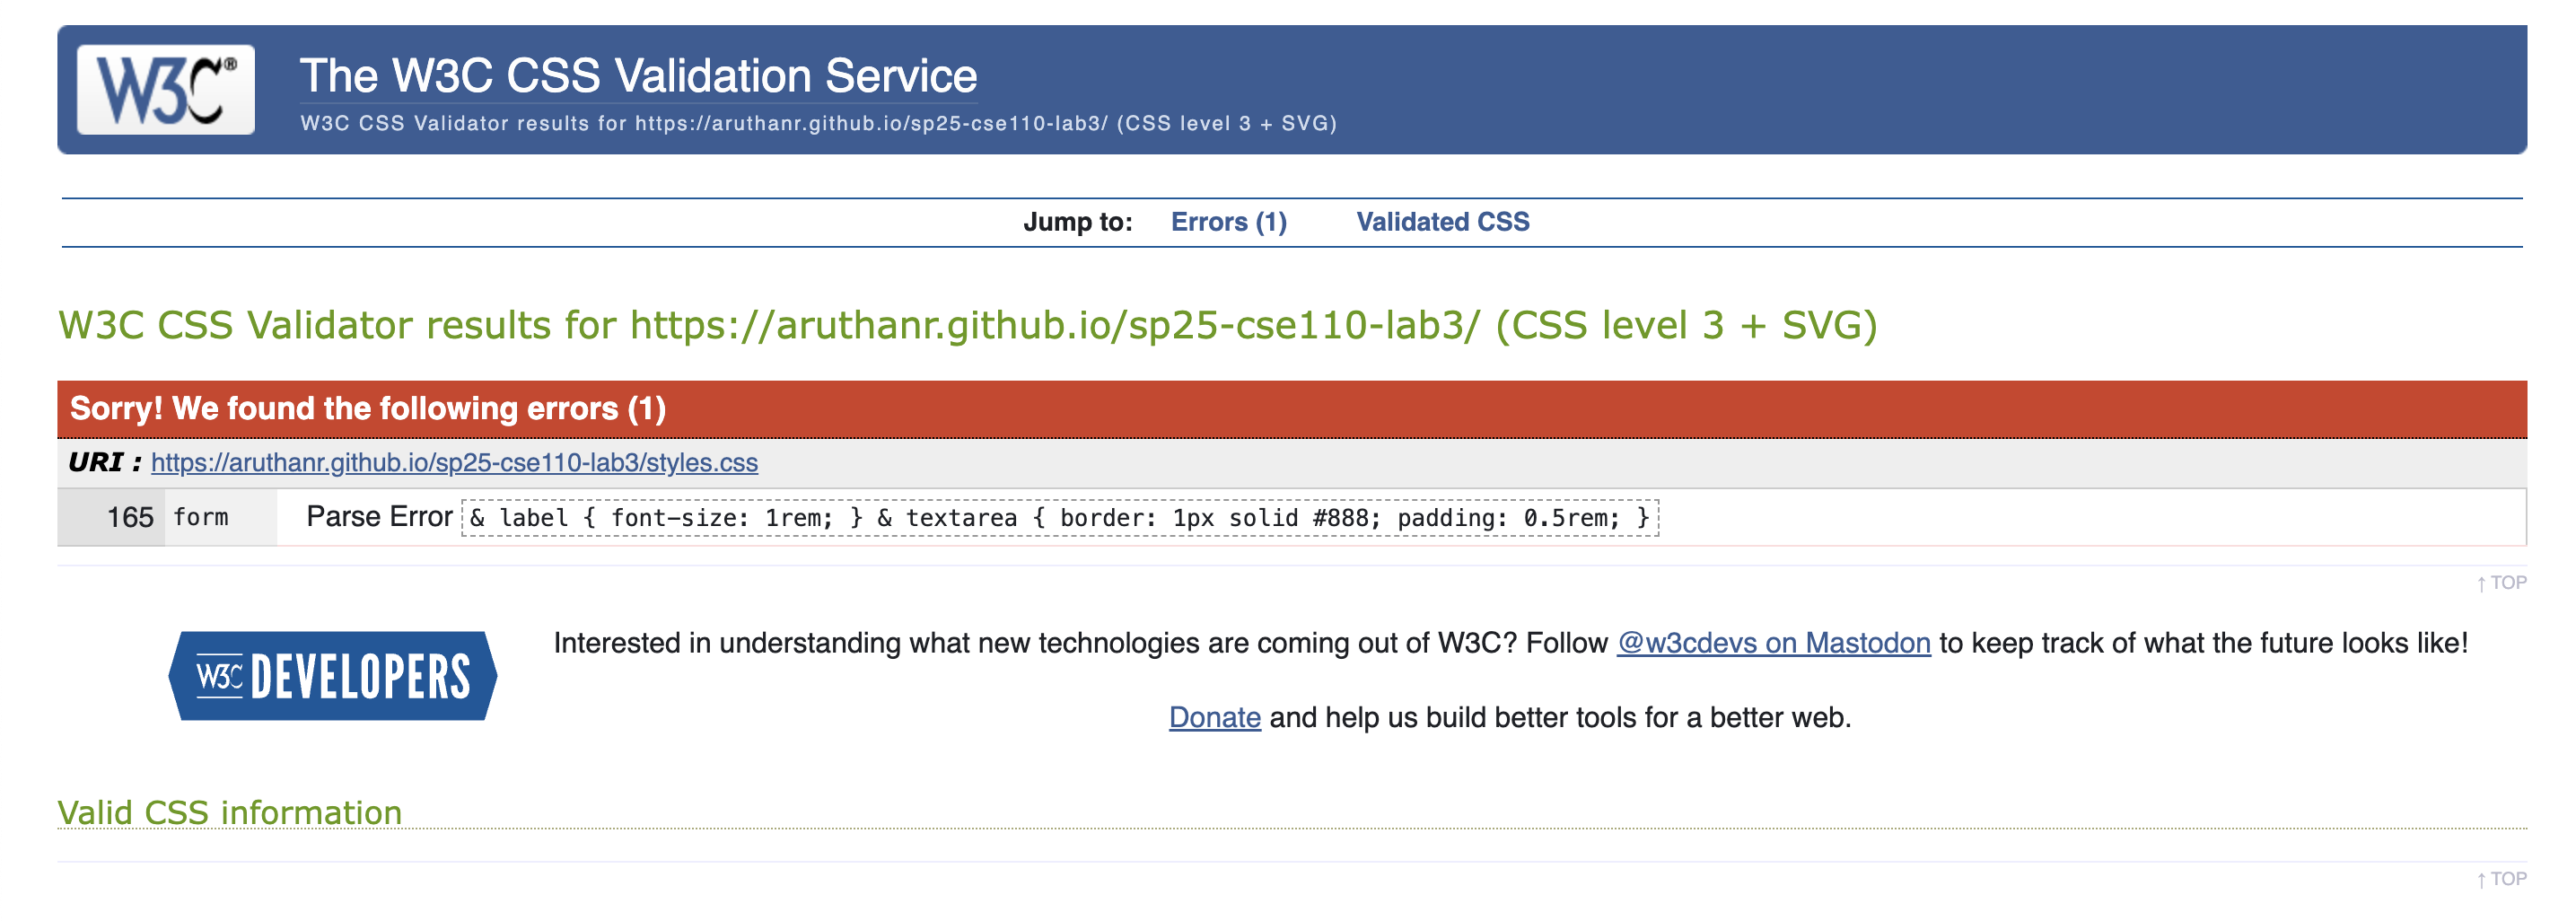 W3C®
The W3C CSS Validation Service
W3C CSS Validator results for https://aruthanr.github.io/sp25-cse110-lab3/ (CSS level 3 + SVG)
Jump to: Errors (1) Validated CSS
W3C CSS Validator results for https://aruthanr.github.io/sp25-cse110-lab3/ (CSS level 3 + SVG)
Sorry! We found the following errors (1)
URI : https://aruthanr.github.io/sp25-cse110-lab3/styles.css
165 form Parse Error & label { font-size: 1rem; } & textarea { border: 1px solid #888; padding: 0.5rem; }
↑ TOP
W3C DEVELOPERS
Interested in understanding what new technologies are coming out of W3C? Follow @w3cdevs on Mastodon to keep track of what the future looks like!
Donate and help us build better tools for a better web.
Valid CSS information
↑ TOP